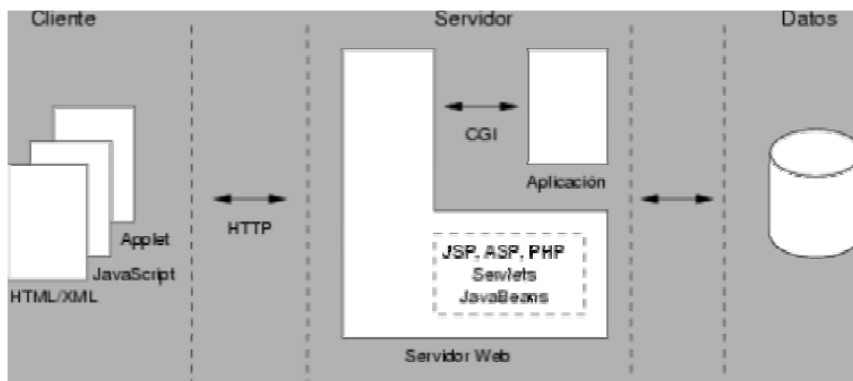 Cliente
Servidor
Datos
CGI
Aplicación
HTTP
Applet
JavaScript
HTML/XML
JSP, ASP, PHP
Servlets
JavaBeans
Servidor Web